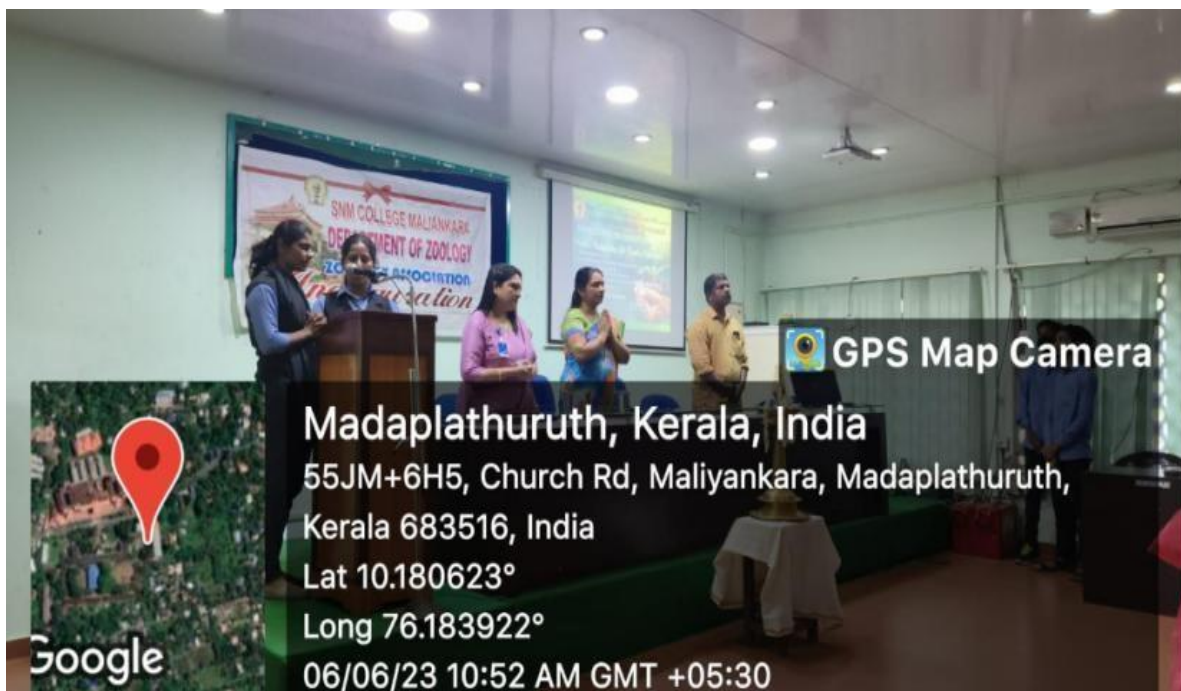 SNM COLLEGE MALIANKARA
DEPARTMENT OF ZOOLOGY
ASSOCIATION
GPS Map Camera
Madaplathuruth, Kerala, India
55JM+6H5, Church Rd, Maliyankara, Madaplathuruth,
Kerala 683516, India
Lat 10.180623°
Long 76.183922°
06/06/23 10:52 AM GMT +05:30
Google